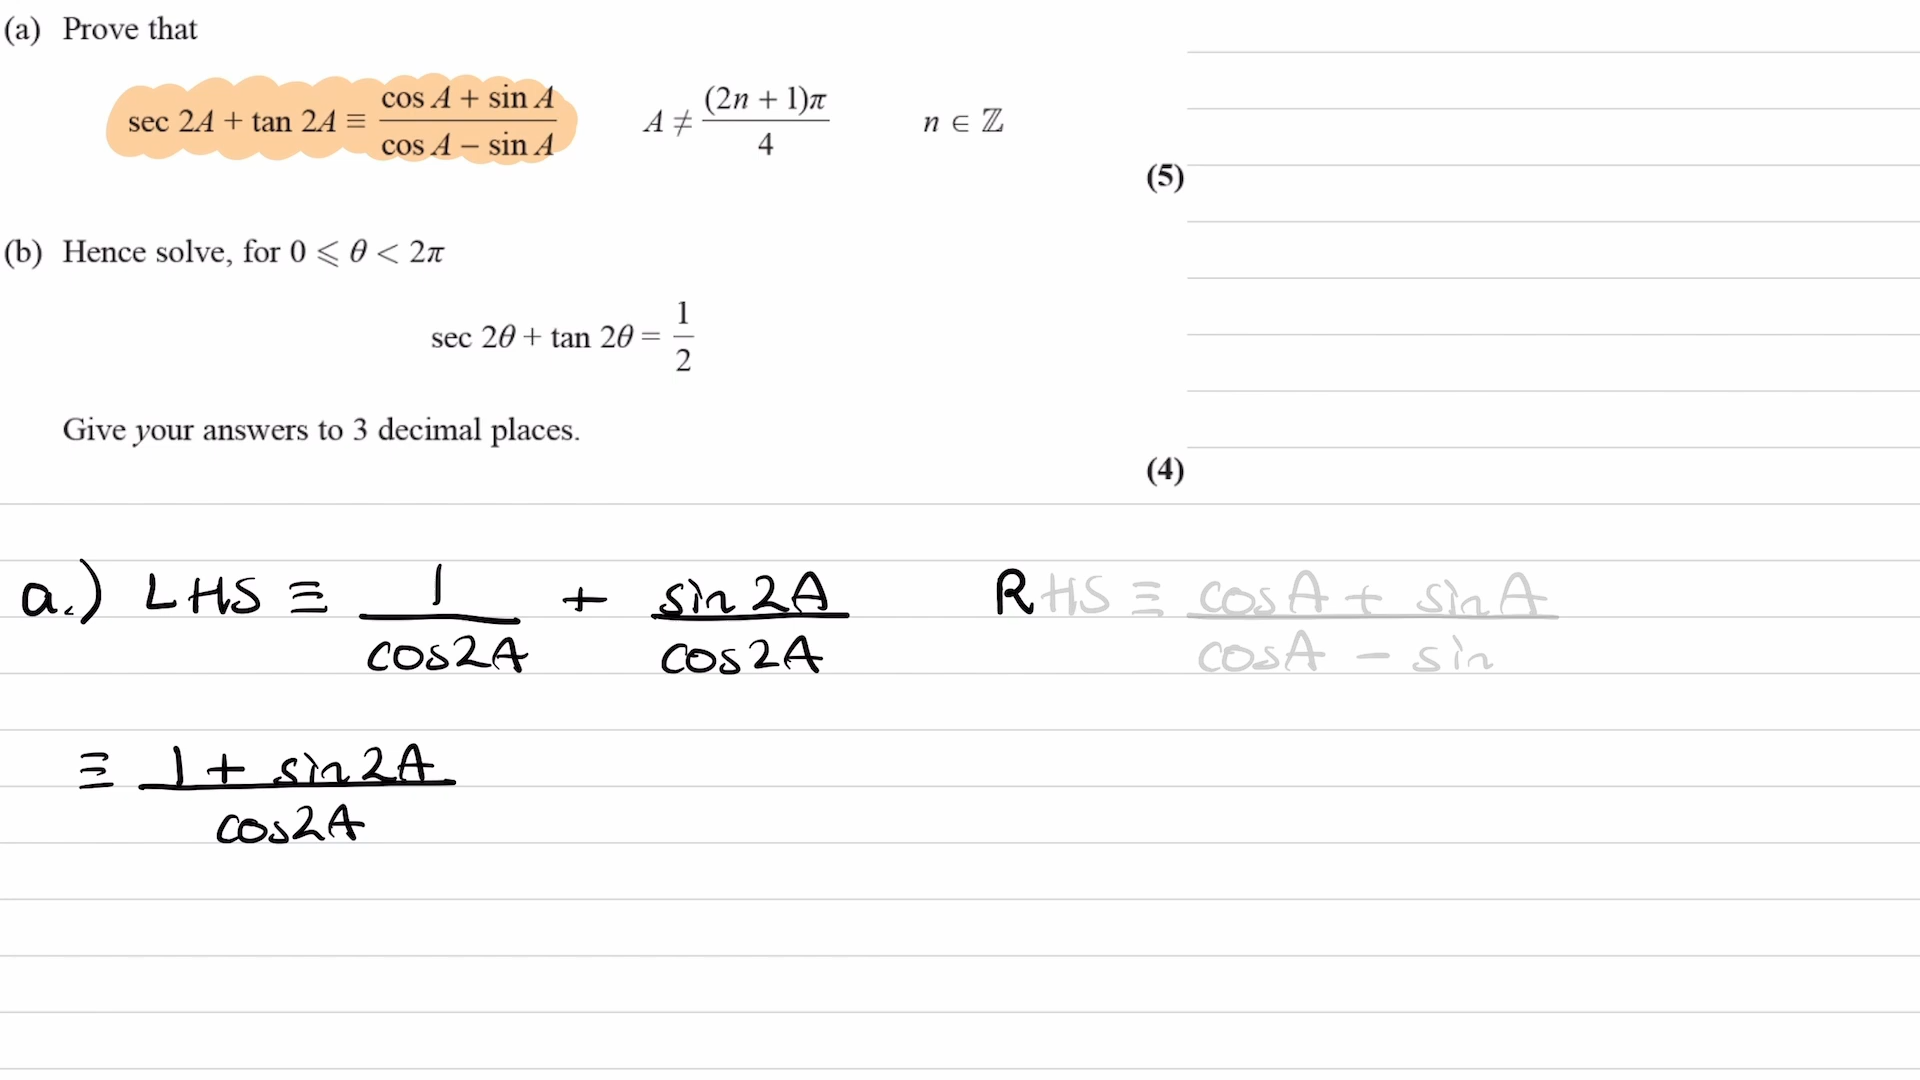 (a) Prove that
sec 2A + tan 2A ≡ (cos A + sin A)/(cos A − sin A)    A ≠ (2n + 1)π/4    n ∈ ℤ
(5)
(b) Hence solve, for 0 ⩽ θ < 2π
sec 2θ + tan 2θ = 1/2
Give your answers to 3 decimal places.
(4)
a.) LHS ≡ 1/cos2A + sin2A/cos2A    RHS ≡ (cosA + sinA)/(cosA − sin
≡ (1 + sin2A)/cos2A